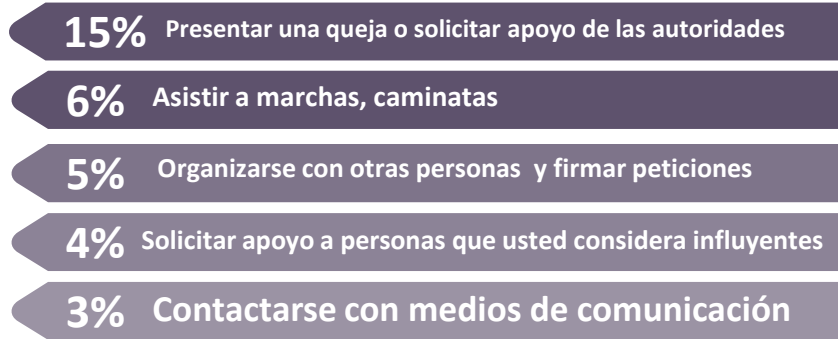 15% Presentar una queja o solicitar apoyo de las autoridades
6% Asistir a marchas, caminatas
5% Organizarse con otras personas y firmar peticiones
4% Solicitar apoyo a personas que usted considera influyentes
3% Contactarse con medios de comunicación